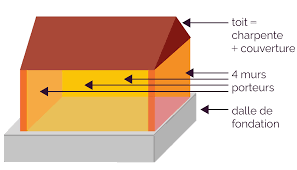 toit =
charpente
+ couverture
4 murs
porteurs
dalle de
fondation